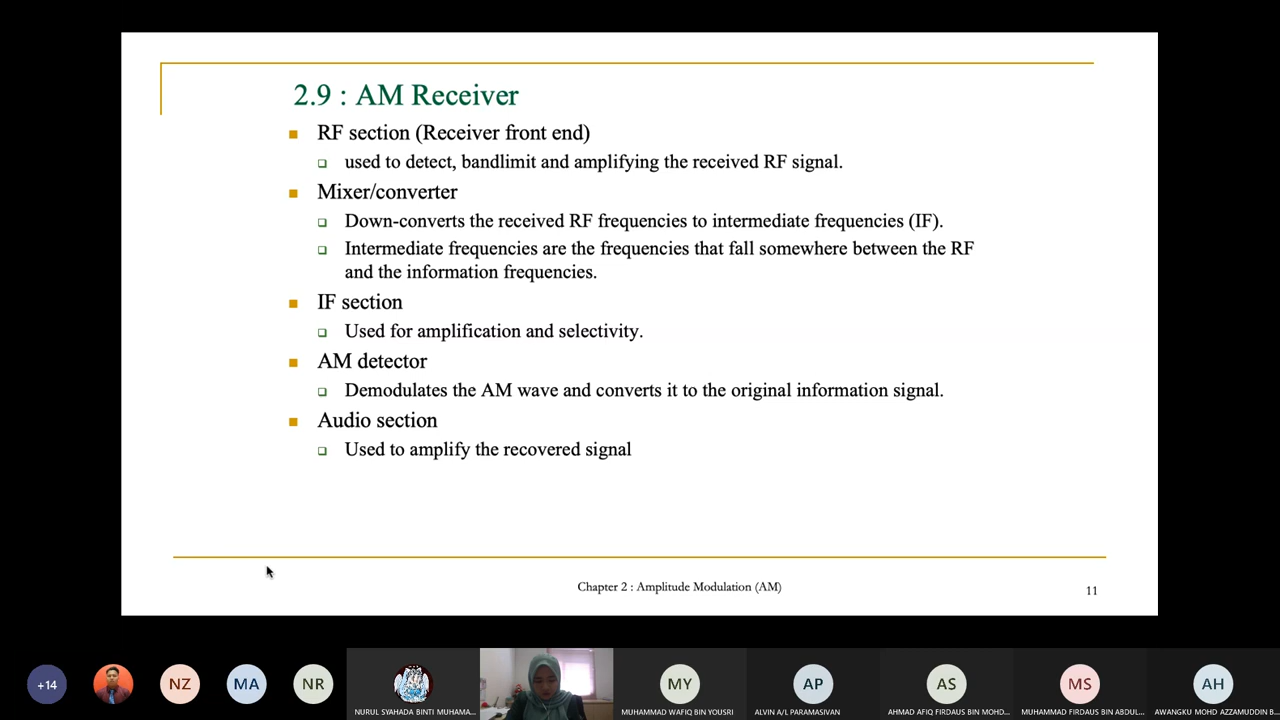 2.9 : AM Receiver
RF section (Receiver front end)
used to detect, bandlimit and amplifying the received RF signal.
Mixer/converter
Down-converts the received RF frequencies to intermediate frequencies (IF).
Intermediate frequencies are the frequencies that fall somewhere between the RF
and the information frequencies.
IF section
Used for amplification and selectivity.
AM detector
Demodulates the AM wave and converts it to the original information signal.
Audio section
Used to amplify the recovered signal
Chapter 2 : Amplitude Modulation (AM)
11
+14
NZ
MA
NR
MY
AP
AS
MS
AH
NURUL SYAHADA BINTI MUHAMA...
MUHAMMAD WAFIQ BIN YOUSRI
ALVIN A/L PARAMASIVAN
AHMAD AFIQ FIRDAUS BIN MOHD...
MUHAMMAD FIRDAUS BIN ABDUL...
AWANGKU MOHD AZZAMUDDIN B...